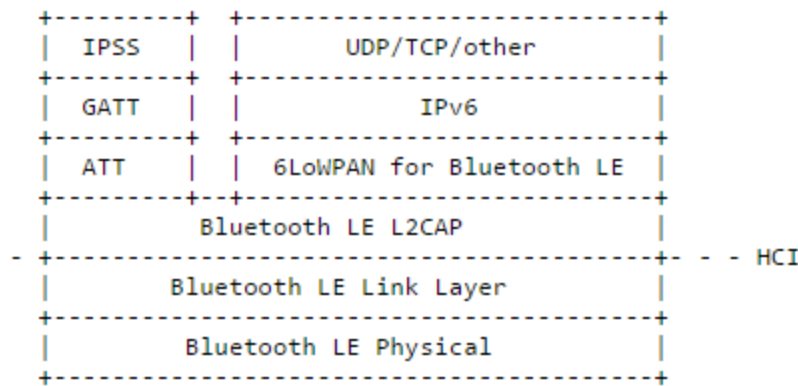 +---------+  +----------------------------+
|  IPSS   |  |       UDP/TCP/other        |
+---------+  +----------------------------+
|  GATT   |  |            IPv6            |
+---------+  +----------------------------+
|  ATT    |  |  6LoWPAN for Bluetooth LE  |
+---------+--+----------------------------+
|          Bluetooth LE L2CAP             |
- +-----------------------------------------+- - - HCI
|        Bluetooth LE Link Layer          |
+-----------------------------------------+
|         Bluetooth LE Physical           |
+-----------------------------------------+